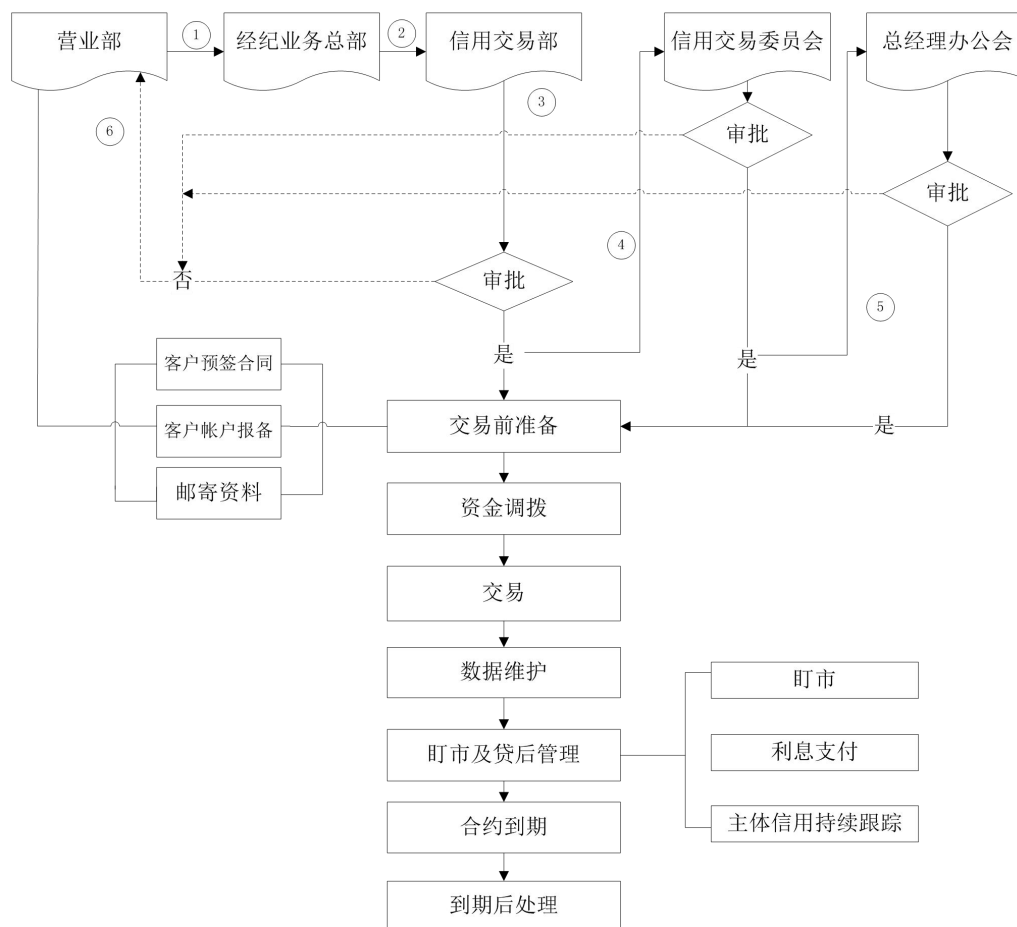 营业部
①
经纪业务总部
②
信用交易部
信用交易委员会
总经理办公会
③
⑥
审批
审批
④
否
审批
⑤
是
是
客户预签合同
客户帐户报备
交易前准备
是
邮寄资料
资金调拨
交易
数据维护
盯市
盯市及贷后管理
利息支付
合约到期
主体信用持续跟踪
到期后处理